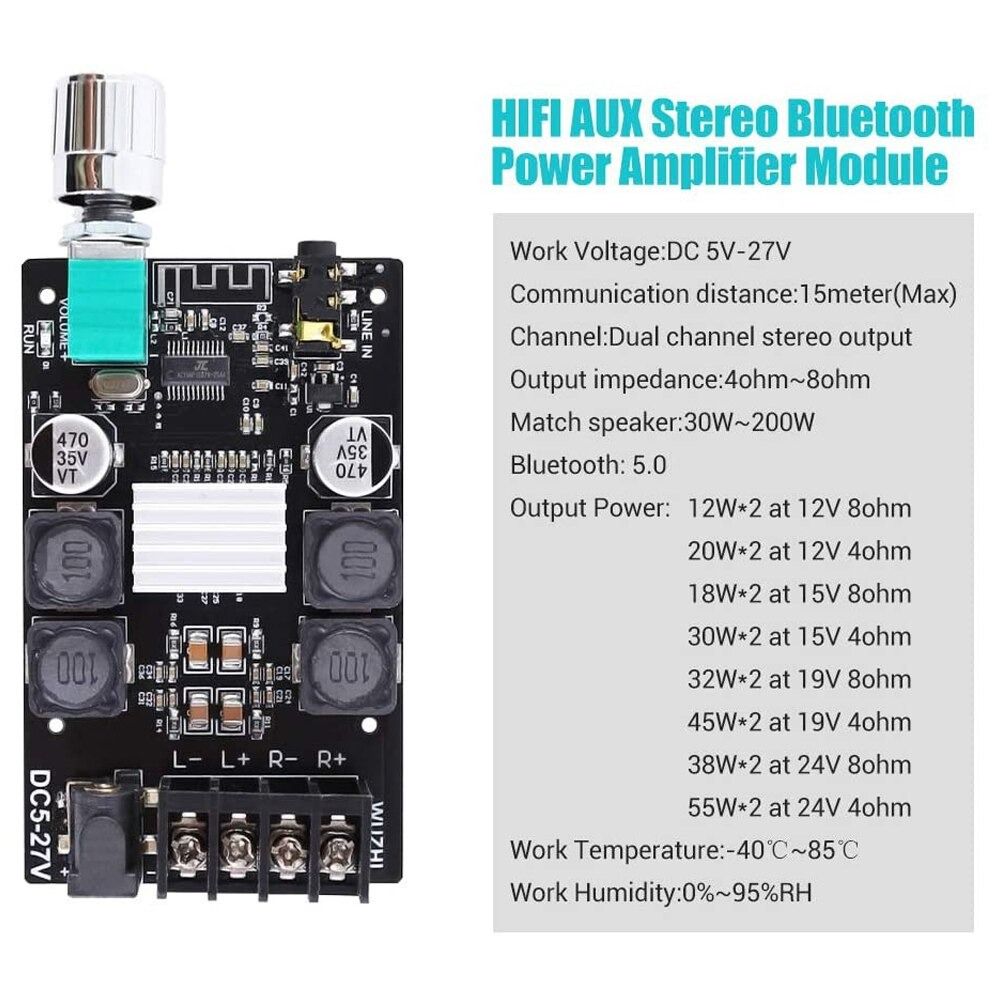 HIFI AUX Stereo Bluetooth
Power Amplifier Module
Work Voltage:DC 5V-27V
Communication distance:15meter(Max)
Channel:Dual channel stereo output
Output impedance:4ohm~8ohm
Match speaker:30W~200W
Bluetooth: 5.0
Output Power: 12W*2 at 12V 8ohm
20W*2 at 12V 4ohm
18W*2 at 15V 8ohm
30W*2 at 15V 4ohm
32W*2 at 19V 8ohm
45W*2 at 19V 4ohm
38W*2 at 24V 8ohm
55W*2 at 24V 4ohm
Work Temperature:-40℃~85℃
Work Humidity:0%~95%RH
RUN
VOLUME+
LINE IN
JL
470
35V
VT
470
35V
VT
100
100
100
100
L- L+ R- R+
DC5-27V
WUZHI
+ -